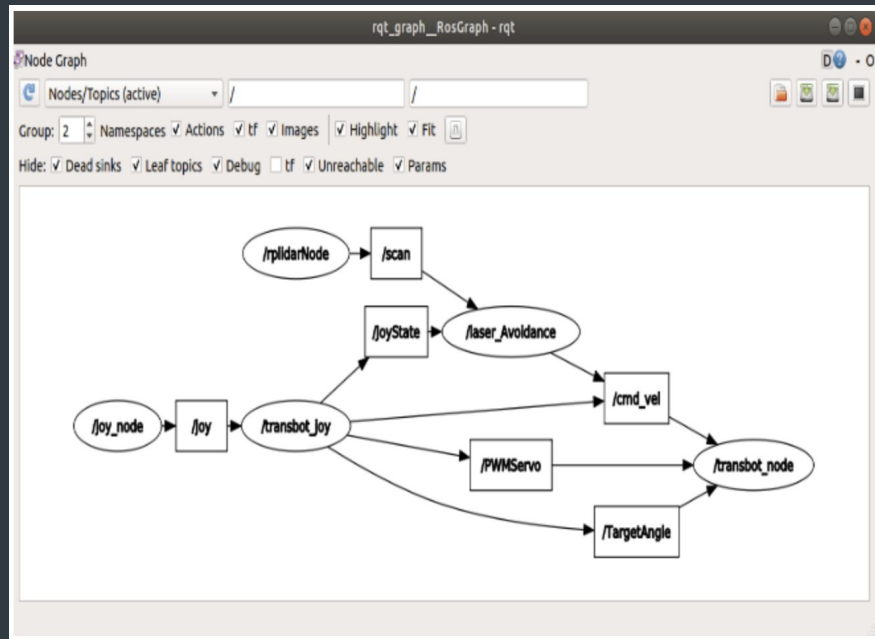 rqt_graph__RosGraph - rqt
Node Graph
D - O
Nodes/Topics (active) / /
Group: 2 Namespaces Actions tf Images Highlight Fit
Hide: Dead sinks Leaf topics Debug tf Unreachable Params
/rplidarNode /scan
/JoyState /laser_Avoidance
/cmd_vel
/joy_node /joy /transbot_joy
/PWMServo /transbot_node
/TargetAngle